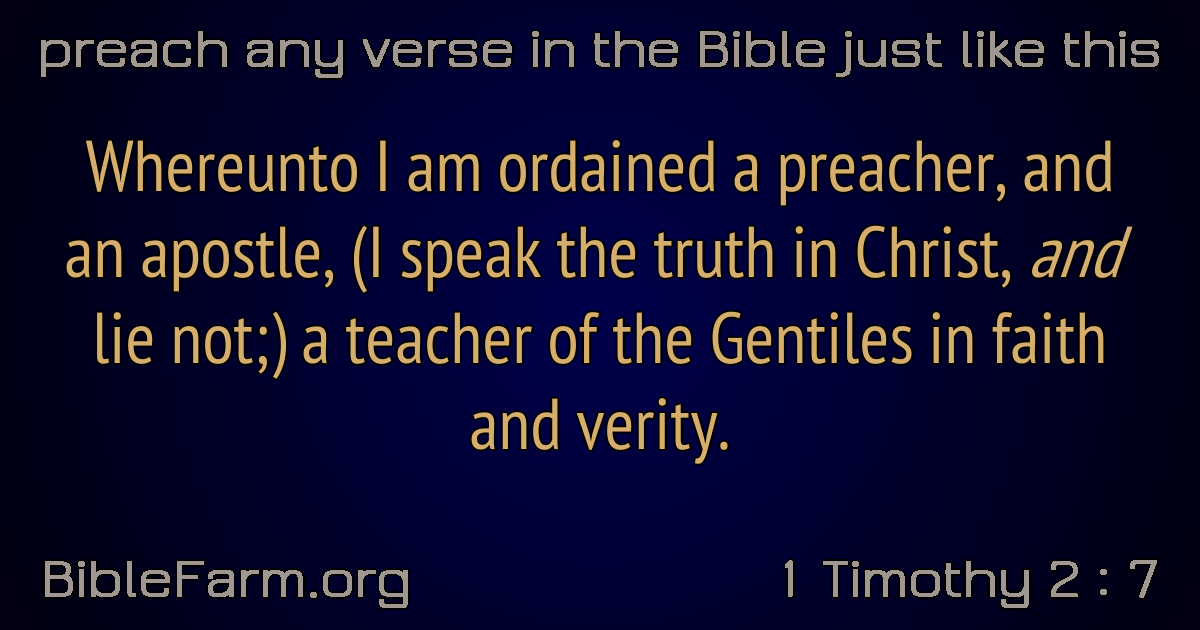 preach any verse in the Bible just like this
Whereunto I am ordained a preacher, and
an apostle, (I speak the truth in Christ, and
lie not;) a teacher of the Gentiles in faith
and verity.
BibleFarm.org
1 Timothy 2 : 7